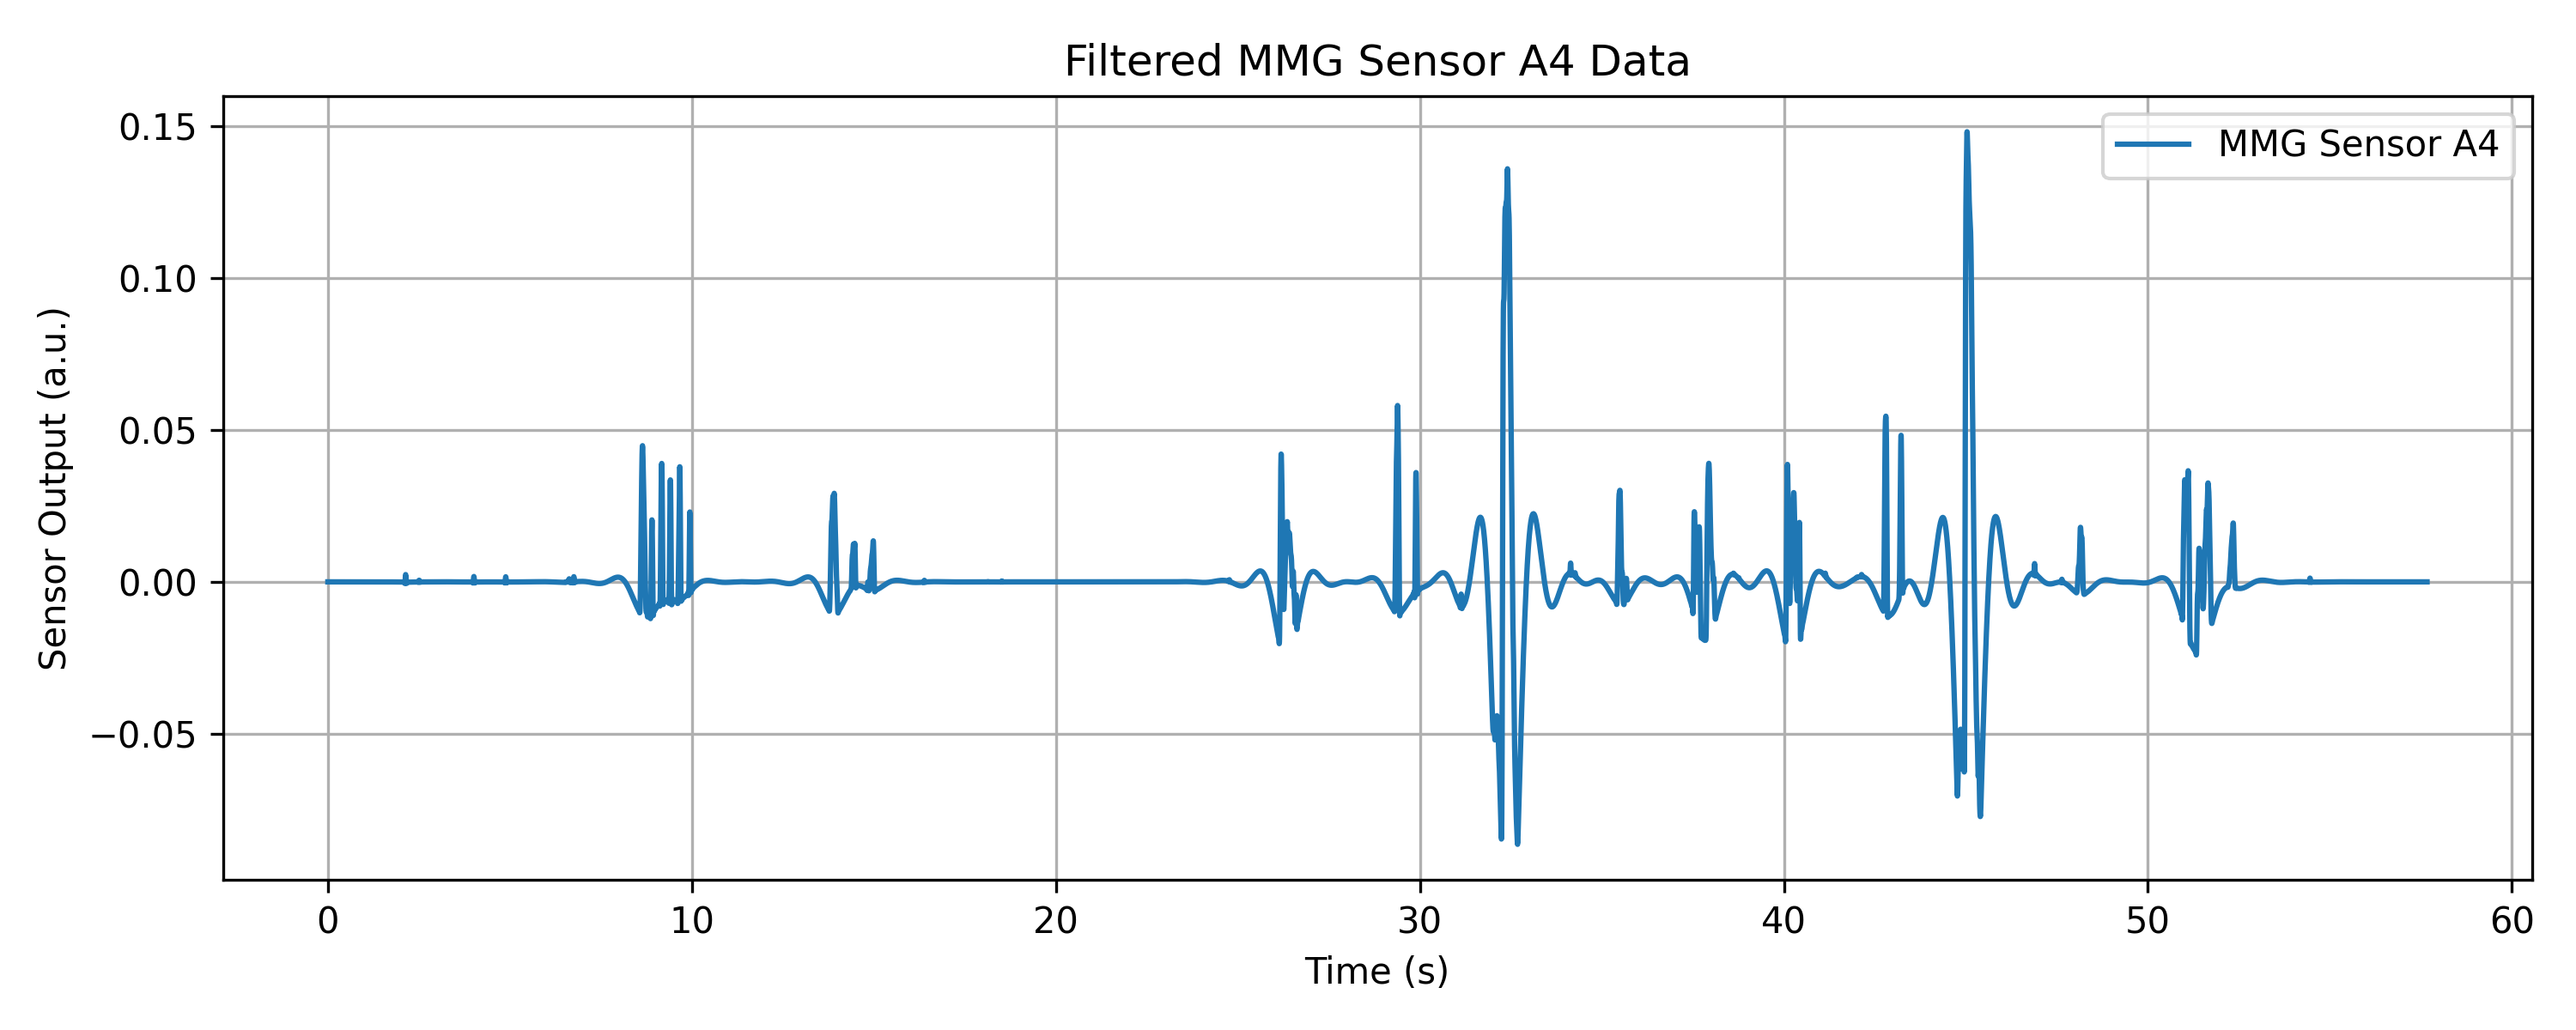 Filtered MMG Sensor A4 Data
MMG Sensor A4
Sensor Output (a.u.)
0.15
0.10
0.05
0.00
−0.05
0 10 20 30 40 50 60
Time (s)